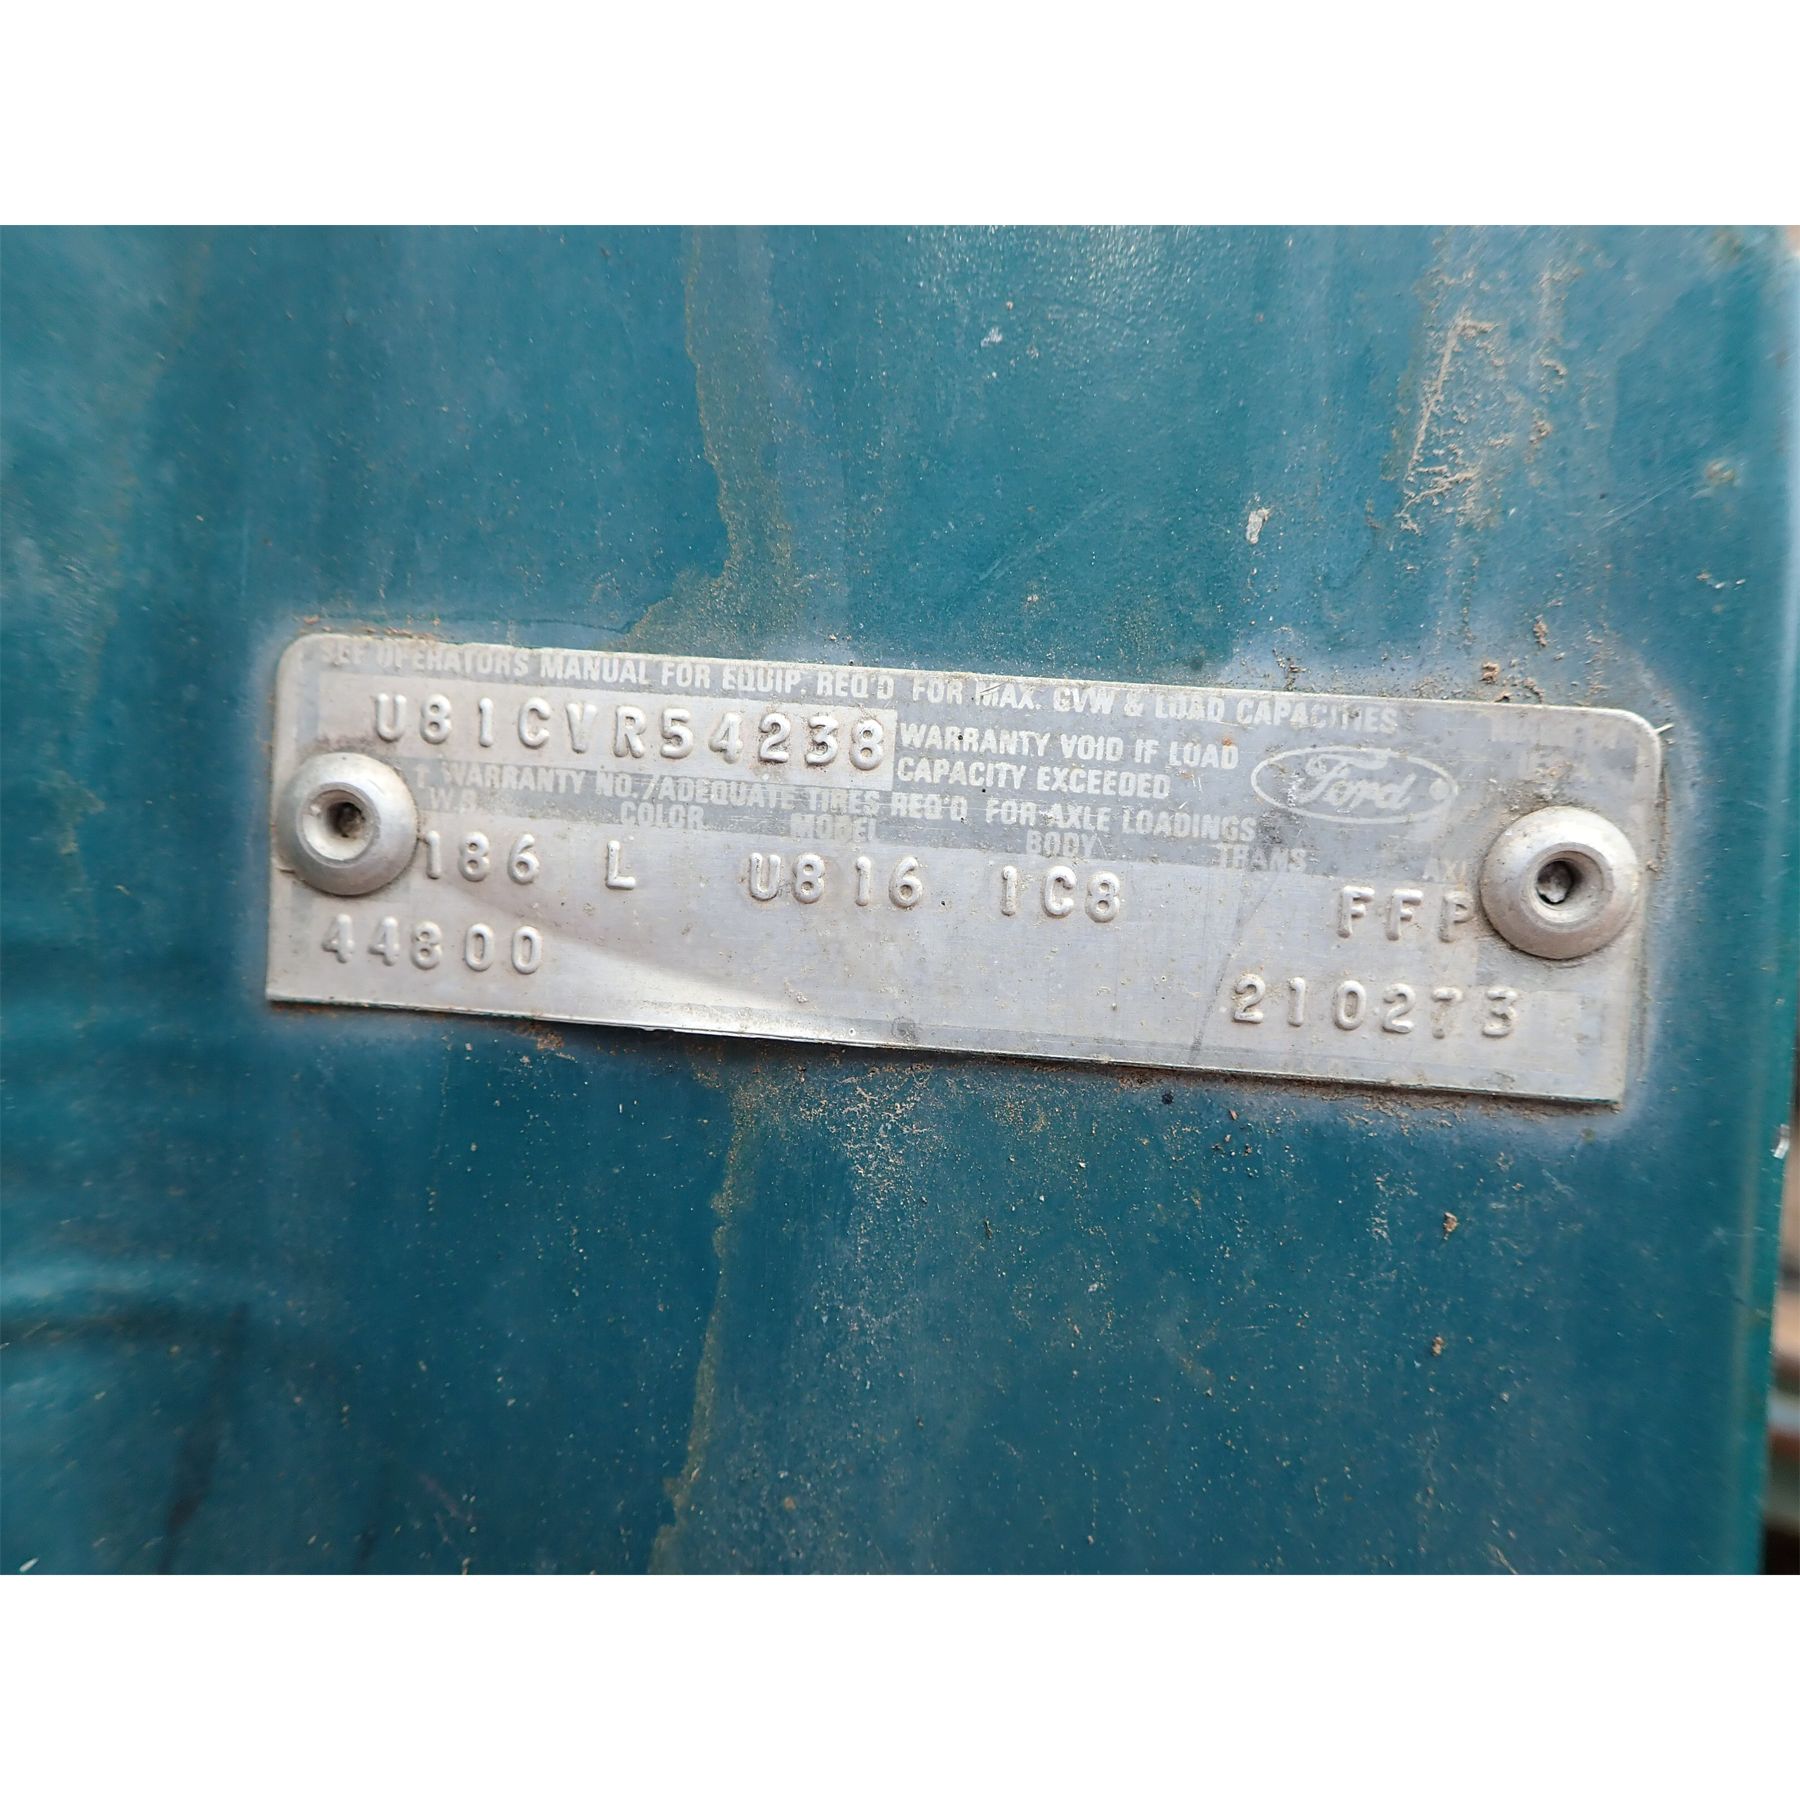 SEE OPERATORS MANUAL FOR EQUIP. REQ'D FOR MAX. GVW & LOAD CAPACITIES
U81CVR54238
WARRANTY VOID IF LOAD
CAPACITY EXCEEDED
Ford
T. WARRANTY NO./ADEQUATE TIRES REQ'D FOR AXLE LOADINGS
W.B. COLOR MODEL BODY TRANS
186 L U816 1C8 FFP
44800 210273